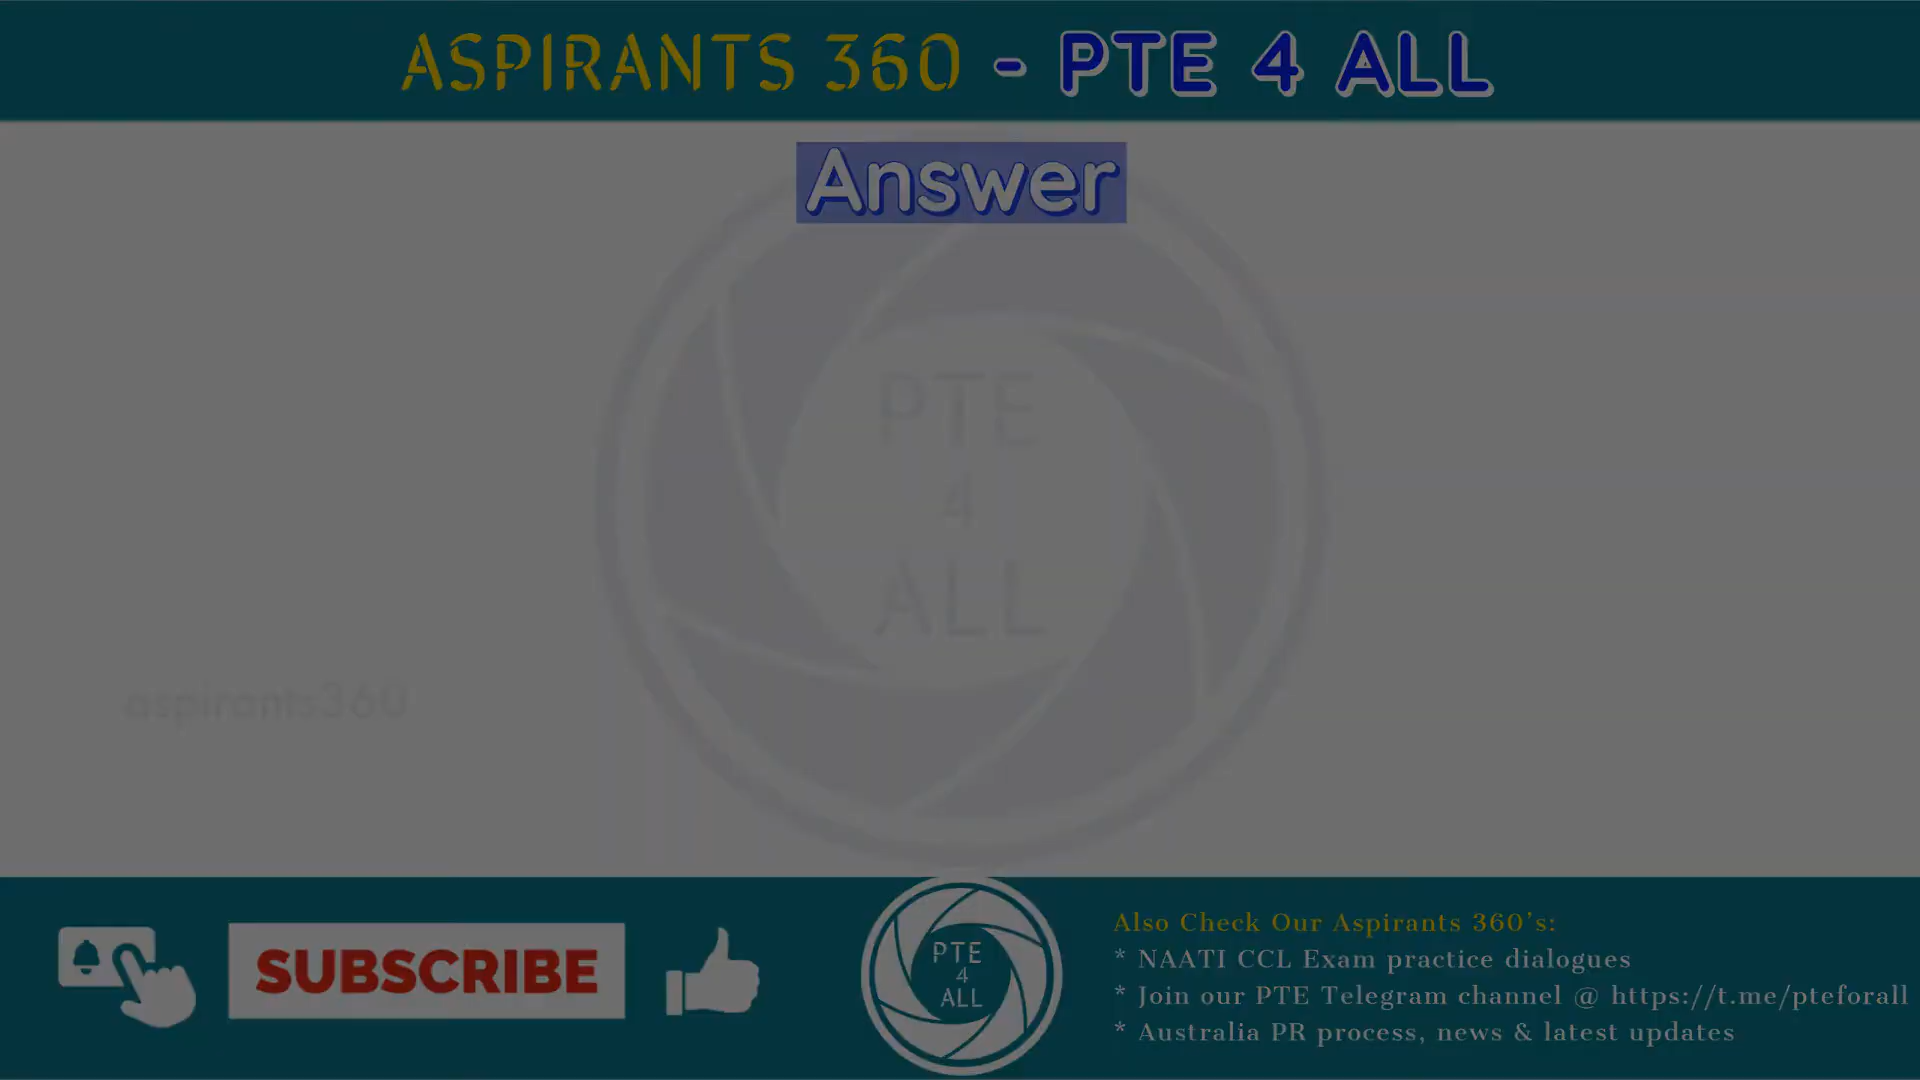 ASPIRANTS 360 - PTE 4 ALL
Answer
PTE
4
ALL
aspirants360
SUBSCRIBE
PTE
4
ALL
Also Check Our Aspirants 360's:
* NAATI CCL Exam practice dialogues
* Join our PTE Telegram channel @ https://t.me/pteforall
* Australia PR process, news & latest updates